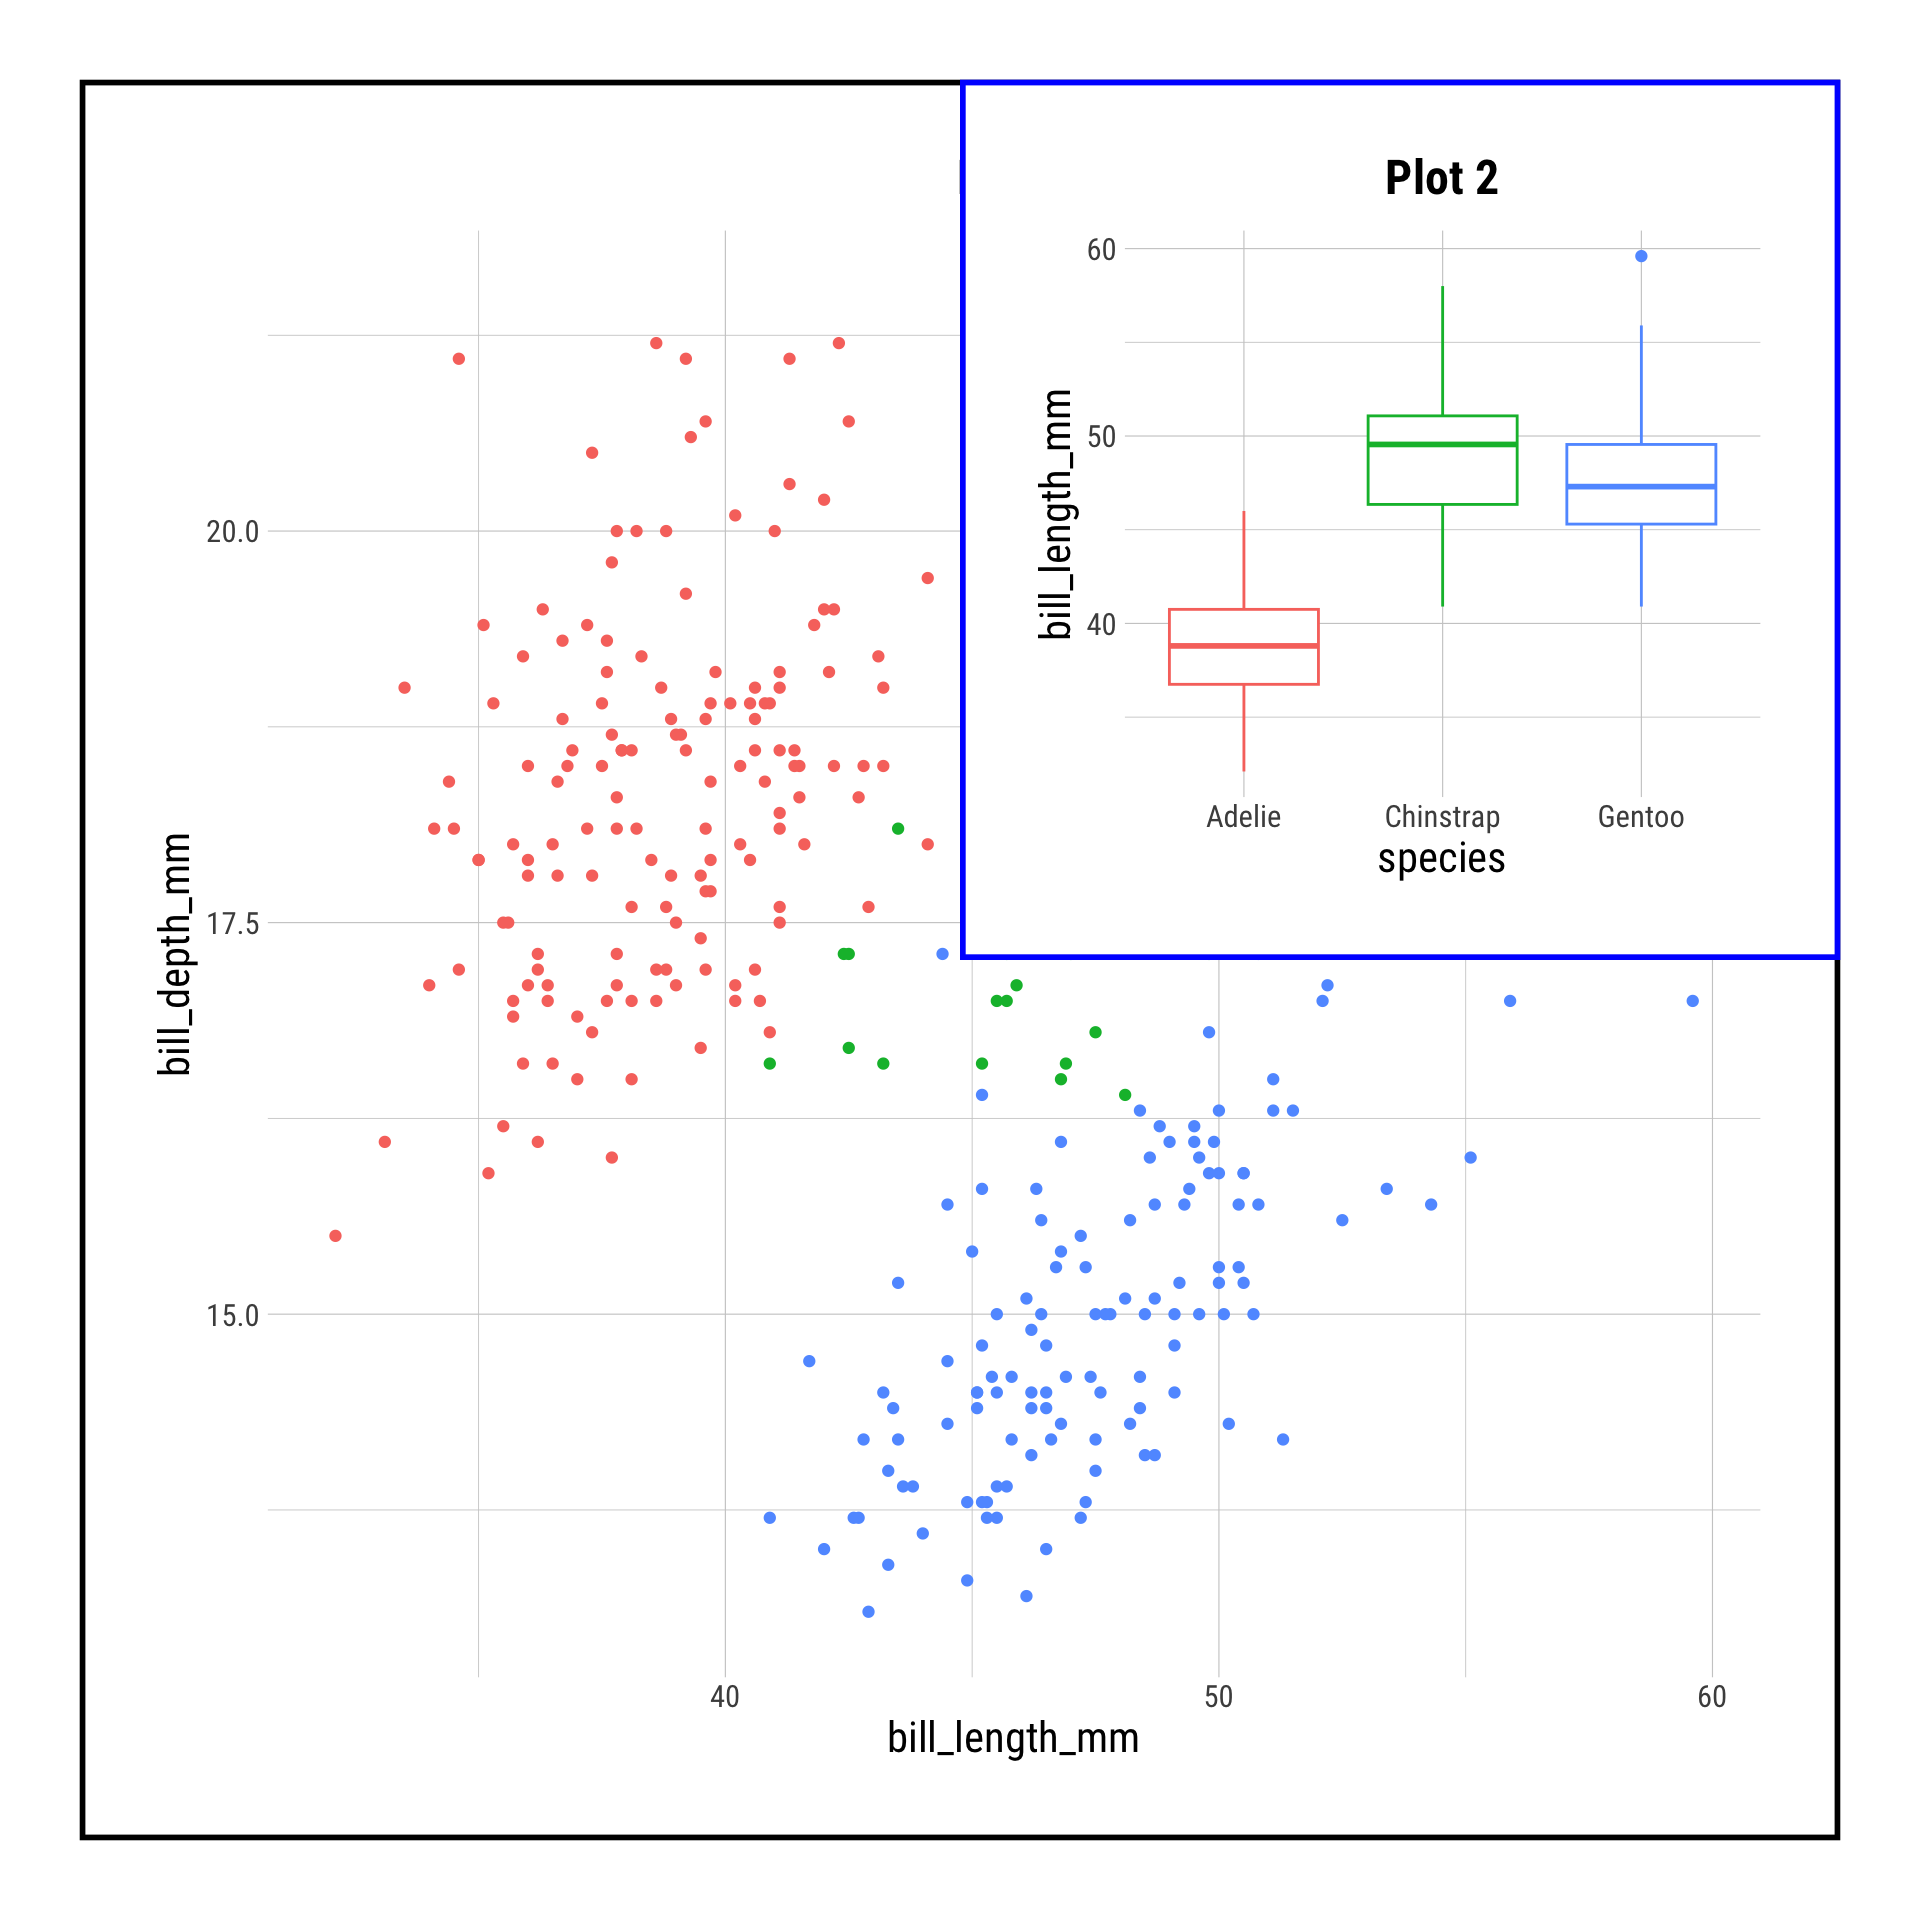 Plot 2
60
50
40
bill_length_mm
Adelie Chinstrap Gentoo
species
20.0
17.5
15.0
bill_depth_mm
40 50 60
bill_length_mm